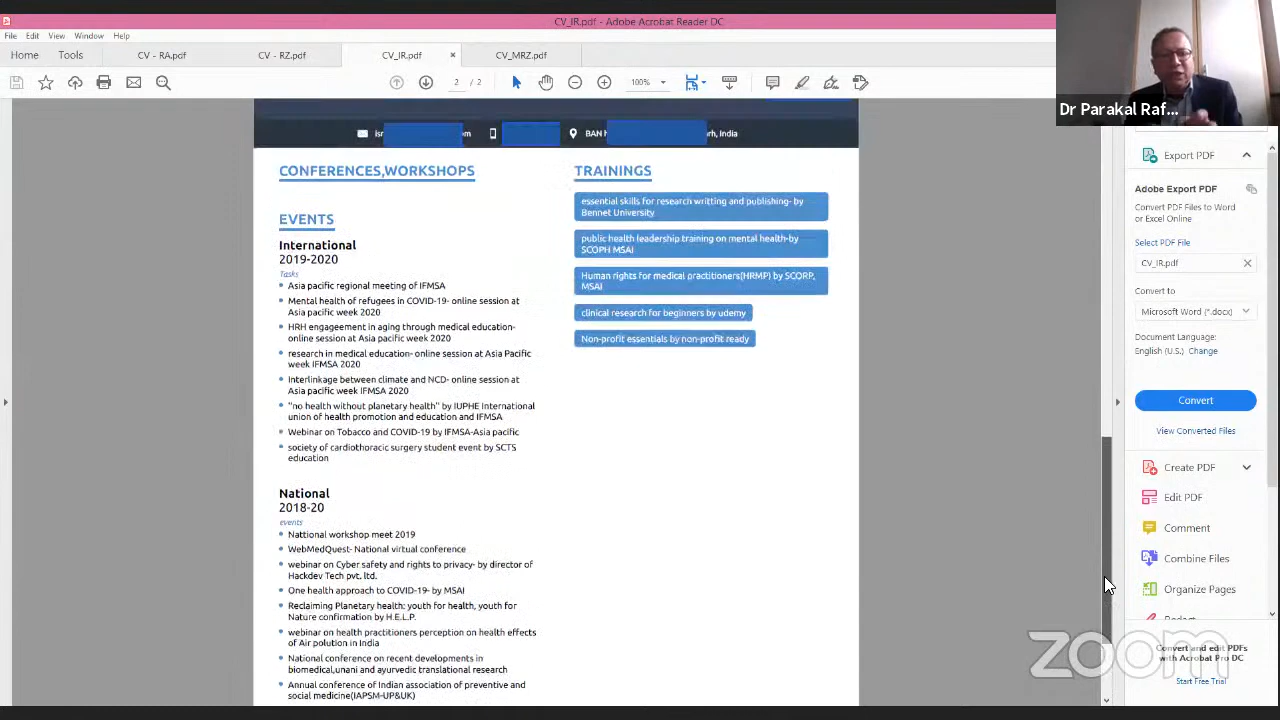 CV_IR.pdf - Adobe Acrobat Reader DC
File Edit View Window Help
Home Tools CV - RA.pdf CV - RZ.pdf CV_IR.pdf × CV_MRZ.pdf
2 / 2 100%
Dr Parakal Raf...
BAN
rh, India
CONFERENCES,WORKSHOPS
EVENTS
International
2019-2020
Tasks
Asia pacific regional meeting of IFMSA
Mental health of refugees in COVID-19- online session at
Asia pacific week 2020
HRH engageement in aging through medical education-
online session at Asia pacific week 2020
research in medical education- online session at Asia Pacific
week IFMSA 2020
Interlinkage between climate and NCD- online session at
Asia pacific week IFMSA 2020
"no health without planetary health" by IUPHE International
union of health promotion and education and IFMSA
Webinar on Tobacco and COVID-19 by IFMSA-Asia pacific
society of cardiothoracic surgery student event by SCTS
education
National
2018-20
events
Nattional workshop meet 2019
WebMedQuest- National virtual conference
webinar on Cyber safety and rights to privacy- by director of
Hackdev Tech pvt. ltd.
One health approach to COVID-19- by MSAI
Reclaiming Planetary health: youth for health, youth for
Nature confirmation by H.E.L.P.
webinar on health practitioners perception on health effects
of Air polution in India
National conference on recent developments in
biomedical,unani and ayurvedic translational research
Annual conference of Indian association of preventive and
social medicine(IAPSM-UP&UK)
TRAININGS
essential skills for research writting and publishing- by
Bennet University
public health leadership training on mental health-by
SCOPH MSAI
Human rights for medical practitioners(HRMP) by SCORP,
MSAI
clinical research for beginners by udemy
Non-profit essentials by non-profit ready
Export PDF
Adobe Export PDF
Convert PDF Files to Word
or Excel Online
Select PDF File
CV_IR.pdf
Convert to
Microsoft Word (*.docx)
Document Language:
English (U.S.) Change
Convert
View Converted Files
Create PDF
Edit PDF
Comment
Combine Files
Organize Pages
Redact
Convert and edit PDFs
with Acrobat Pro DC
Start Free Trial
zoom